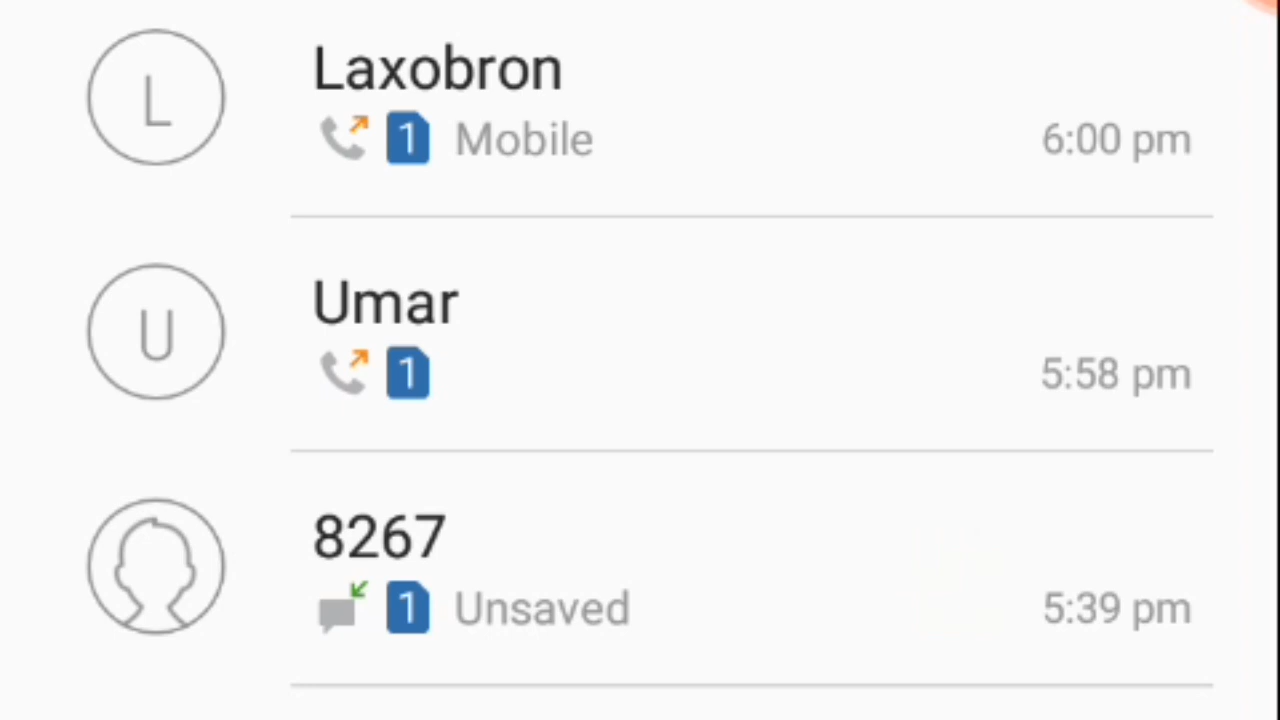 L
Laxobron
1 Mobile
6:00 pm
U
Umar
1
5:58 pm
8267
1 Unsaved
5:39 pm